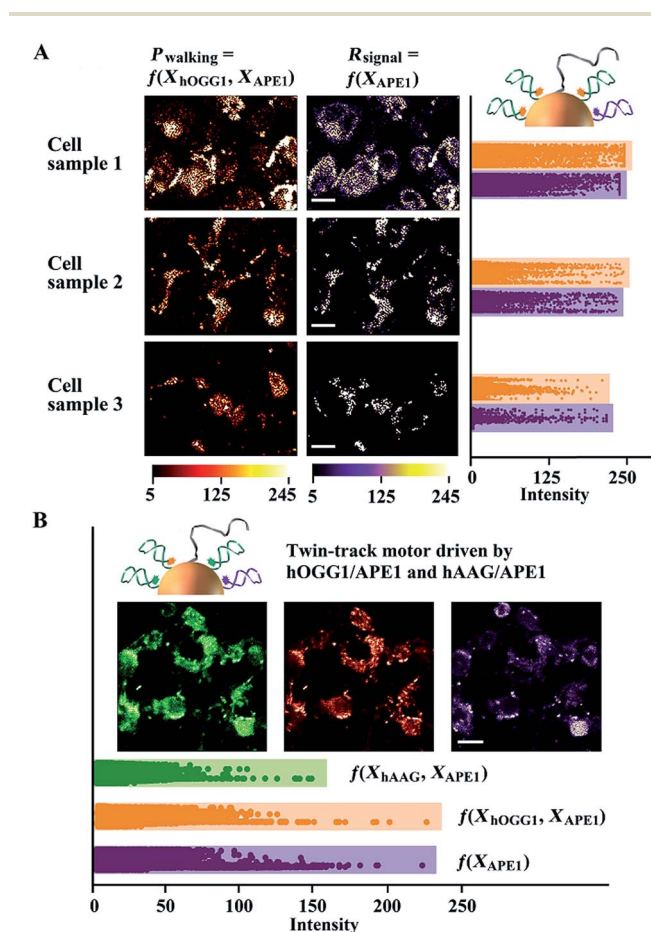 A
P walking =
f(X hOGG1, X APE1)
R signal =
f(X APE1)
Cell
sample 1
Cell
sample 2
Cell
sample 3
5 125 245
5 125 245
0 125 250
Intensity
B
Twin-track motor driven by
hOGG1/APE1 and hAAG/APE1
f(X hAAG, X APE1)
f(X hOGG1, X APE1)
f(X APE1)
0 50 100 150 200 250
Intensity